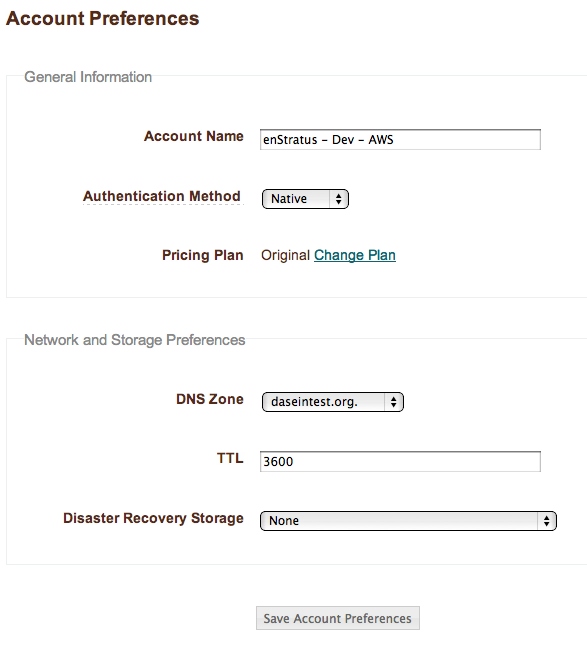 Account Preferences
General Information
Account Name enStratus - Dev - AWS
Authentication Method Native
Pricing Plan Original Change Plan
Network and Storage Preferences
DNS Zone daseintest.org.
TTL 3600
Disaster Recovery Storage None
Save Account Preferences